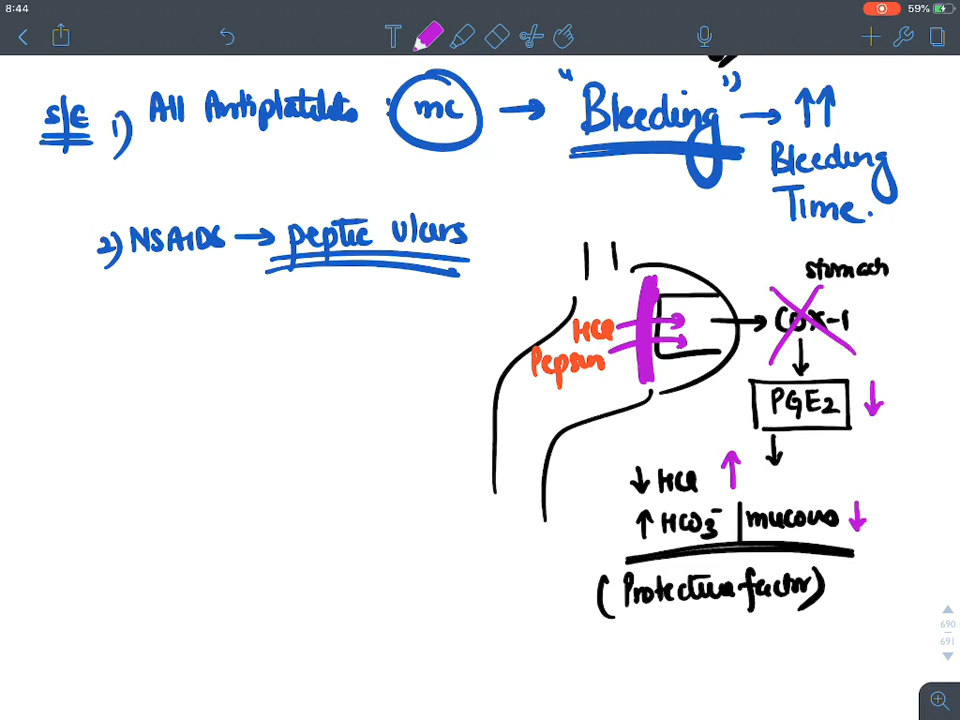 8:44
59%
T
s/e 1) All Antiplatelets : mc → "Bleeding" → ↑↑
Bleeding
Time.
2) NSAIDS → peptic ulcers
stomach
HCl
Pepsin
→ COX-1
↓
PGE2 ↓
↓
↓ HCl ↑
↑ HCO3⁻ | mucous ↓
(Protective factor)
690
691